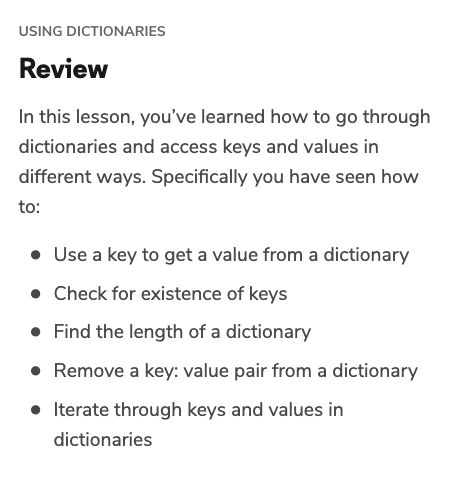 USING DICTIONARIES
Review
In this lesson, you’ve learned how to go through
dictionaries and access keys and values in
different ways. Specifically you have seen how
to:
● Use a key to get a value from a dictionary
● Check for existence of keys
● Find the length of a dictionary
● Remove a key: value pair from a dictionary
● Iterate through keys and values in
dictionaries